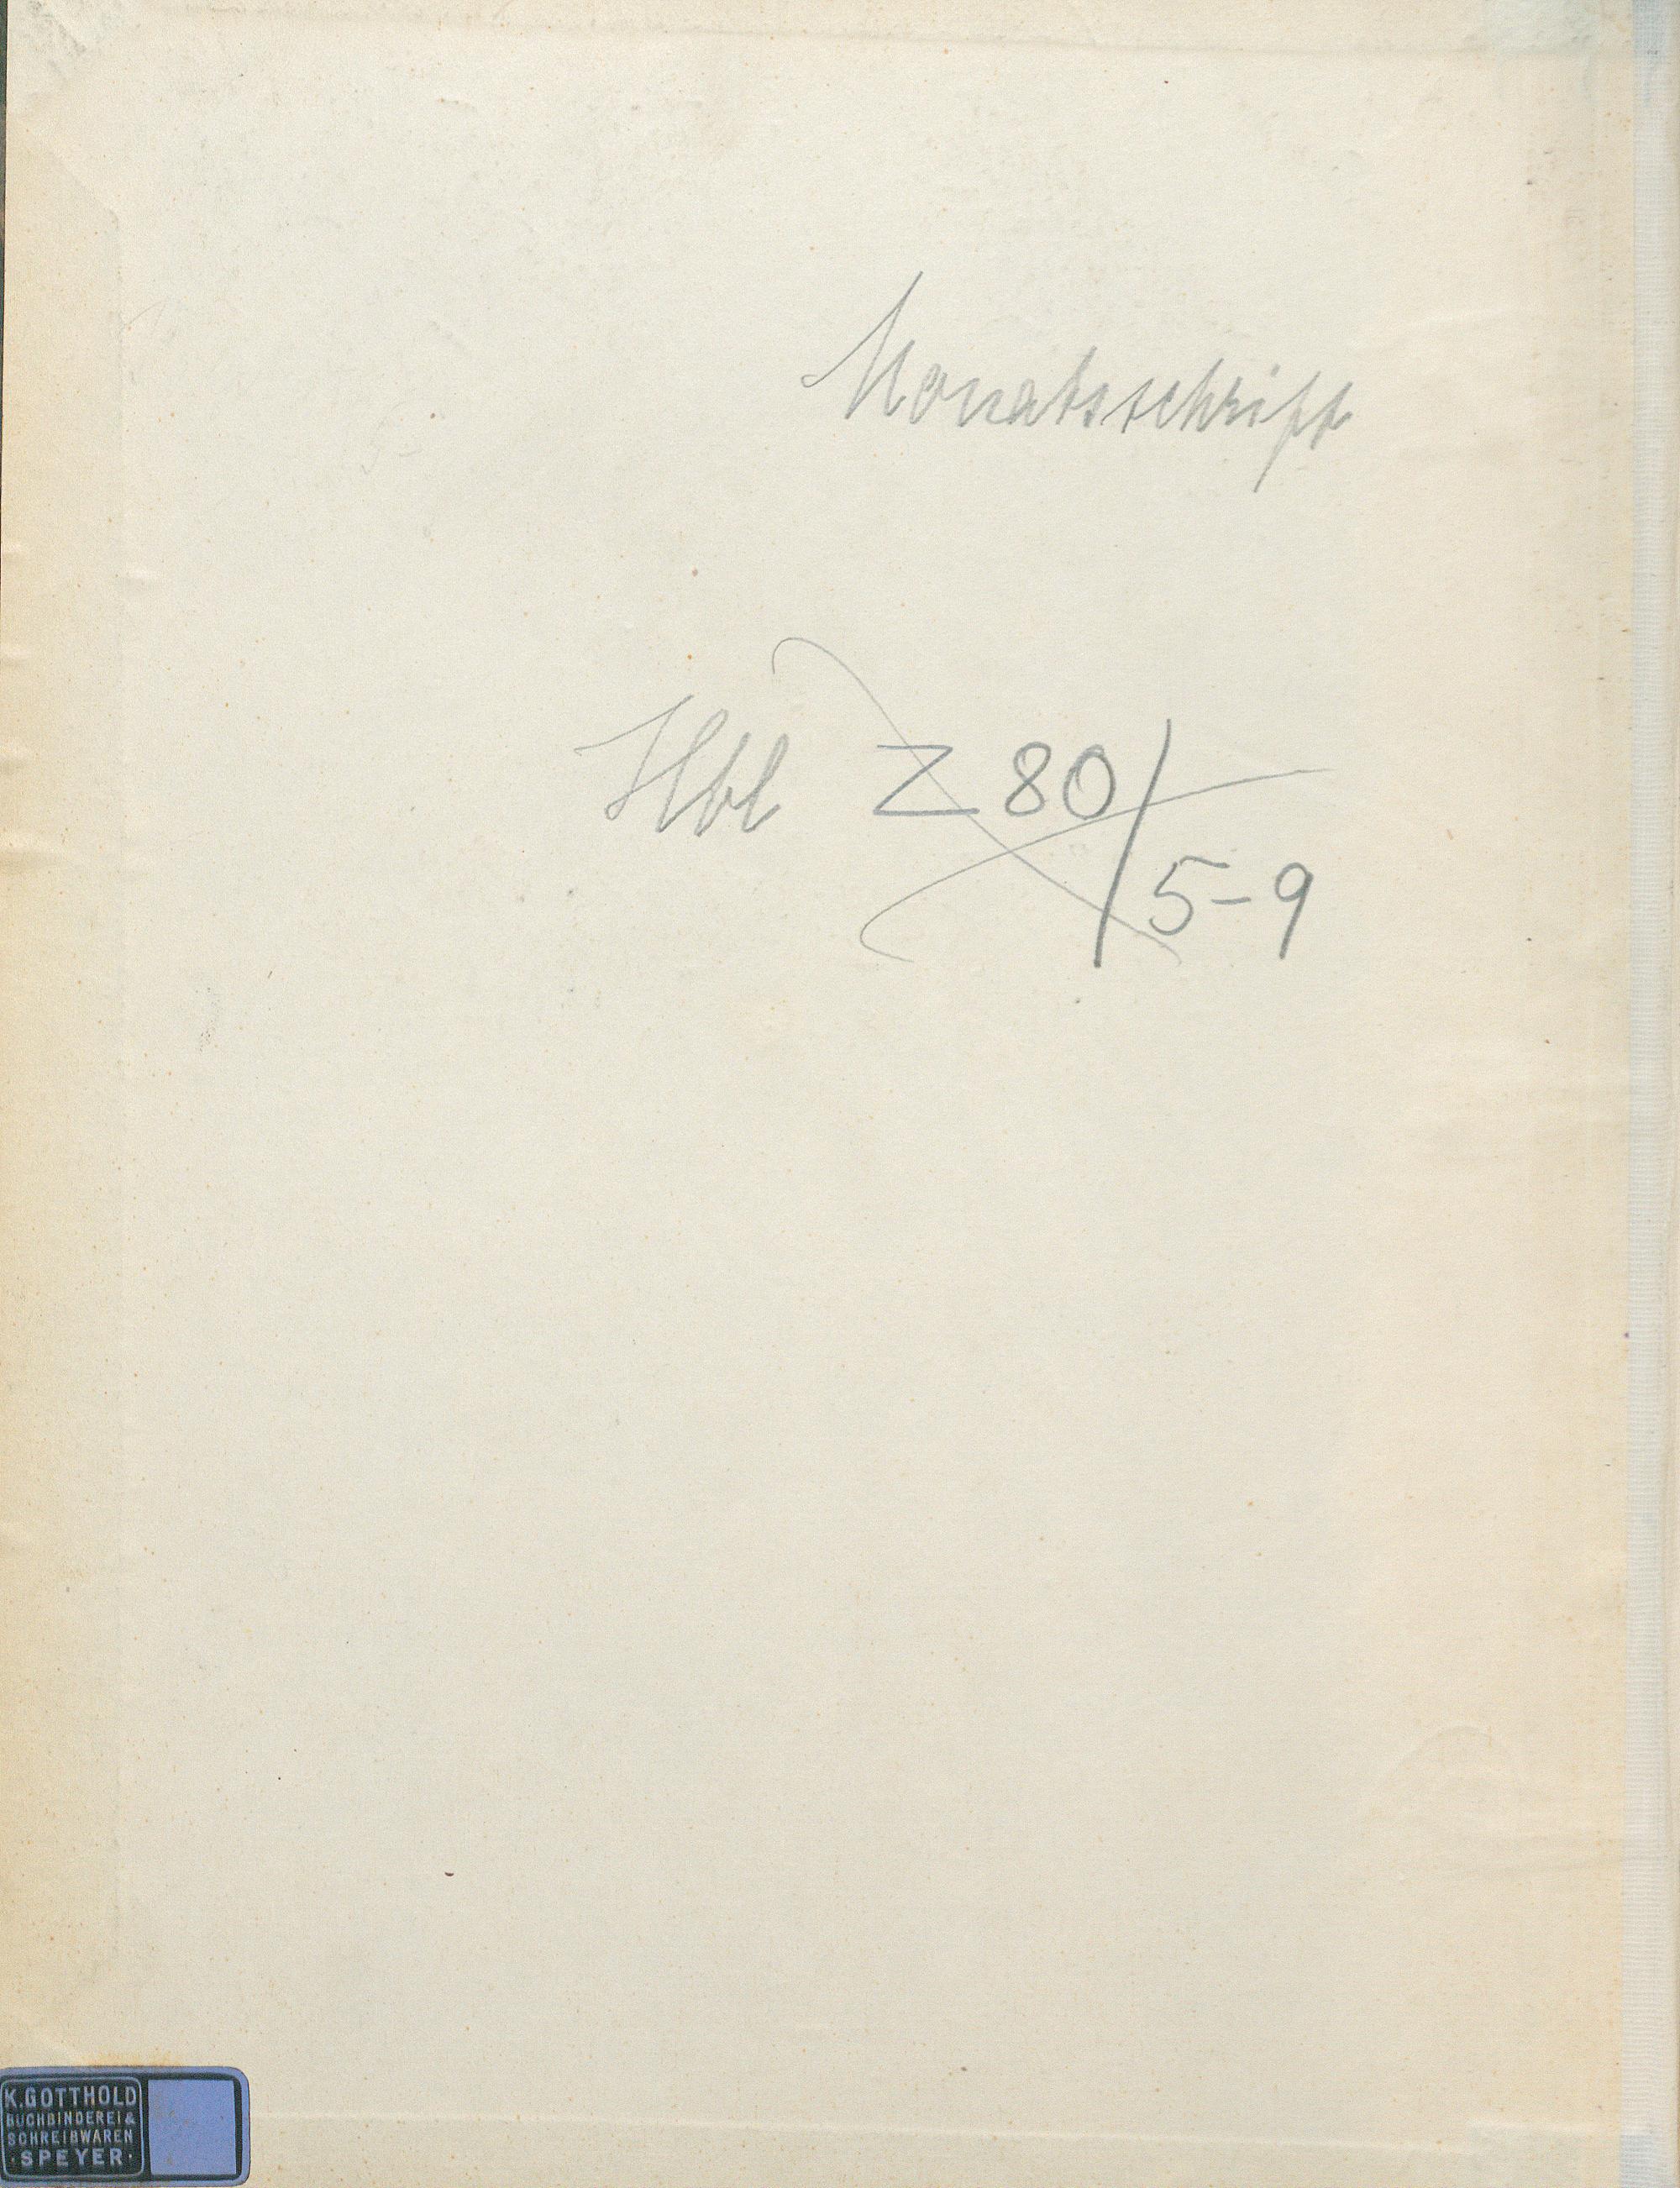 Monatsschrift
Hbl Z 80/
5-9
K. GOTTHOLD
BUCHBINDEREI &
SCHREIBWAREN
· SPEYER ·